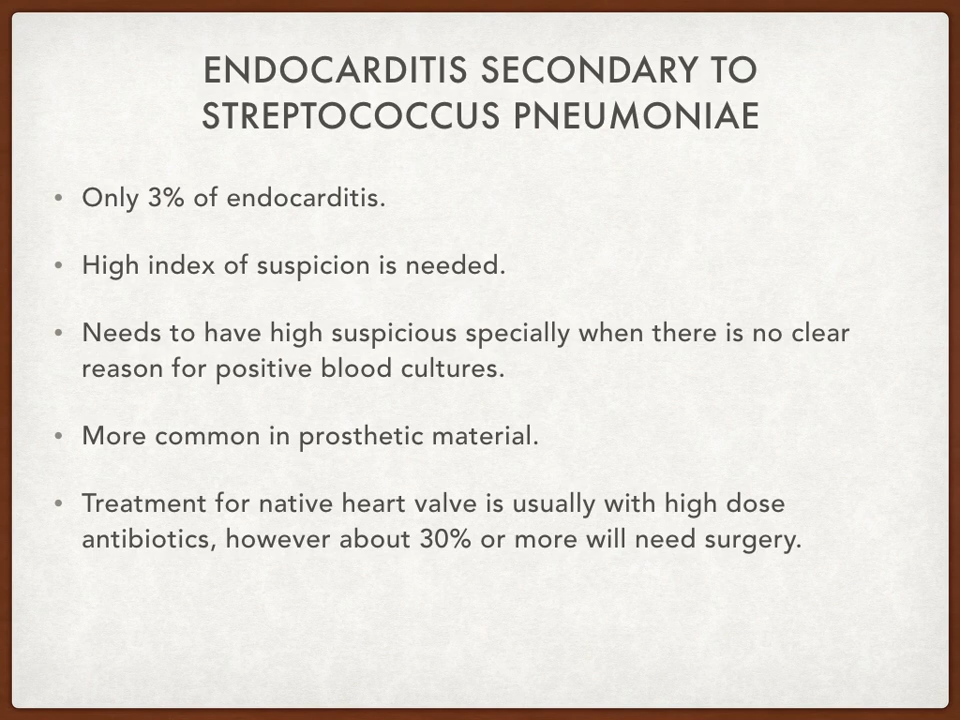 ENDOCARDITIS SECONDARY TO
STREPTOCOCCUS PNEUMONIAE
• Only 3% of endocarditis.
• High index of suspicion is needed.
• Needs to have high suspicious specially when there is no clear
reason for positive blood cultures.
• More common in prosthetic material.
• Treatment for native heart valve is usually with high dose
antibiotics, however about 30% or more will need surgery.